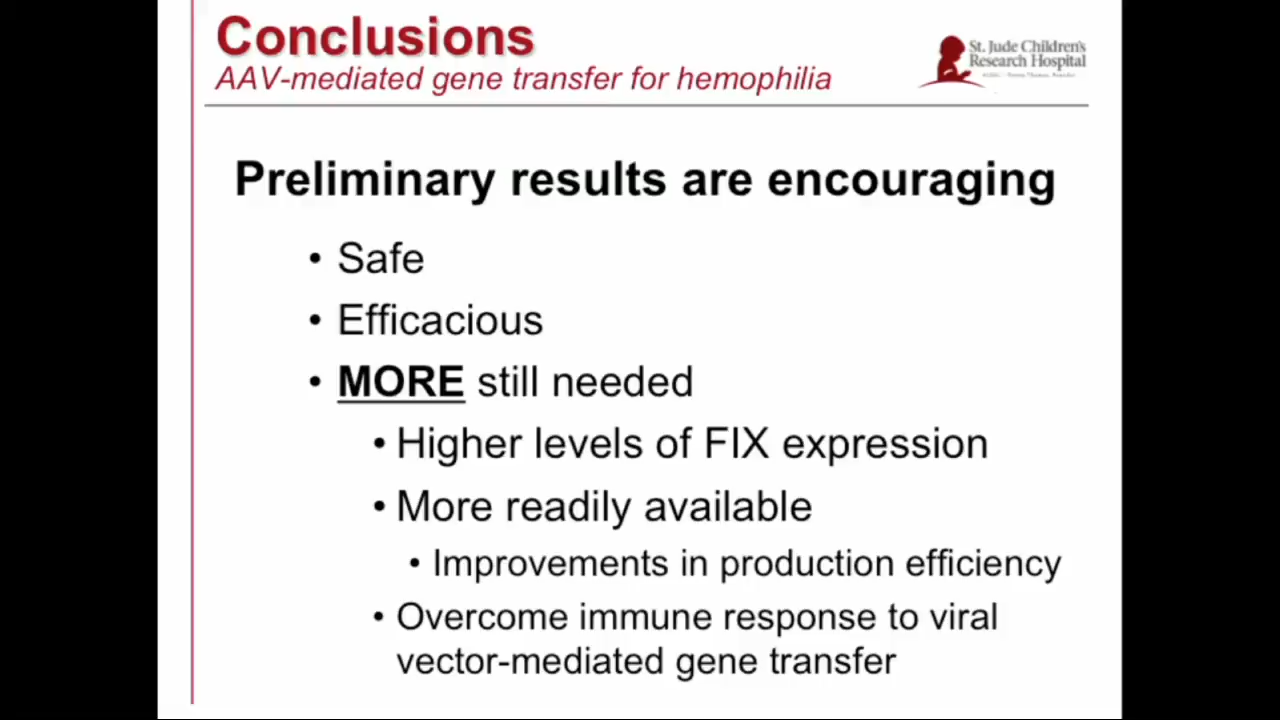 Conclusions
AAV-mediated gene transfer for hemophilia
St. Jude Children's
Research Hospital
Preliminary results are encouraging
• Safe
• Efficacious
• MORE still needed
• Higher levels of FIX expression
• More readily available
• Improvements in production efficiency
• Overcome immune response to viral
vector-mediated gene transfer